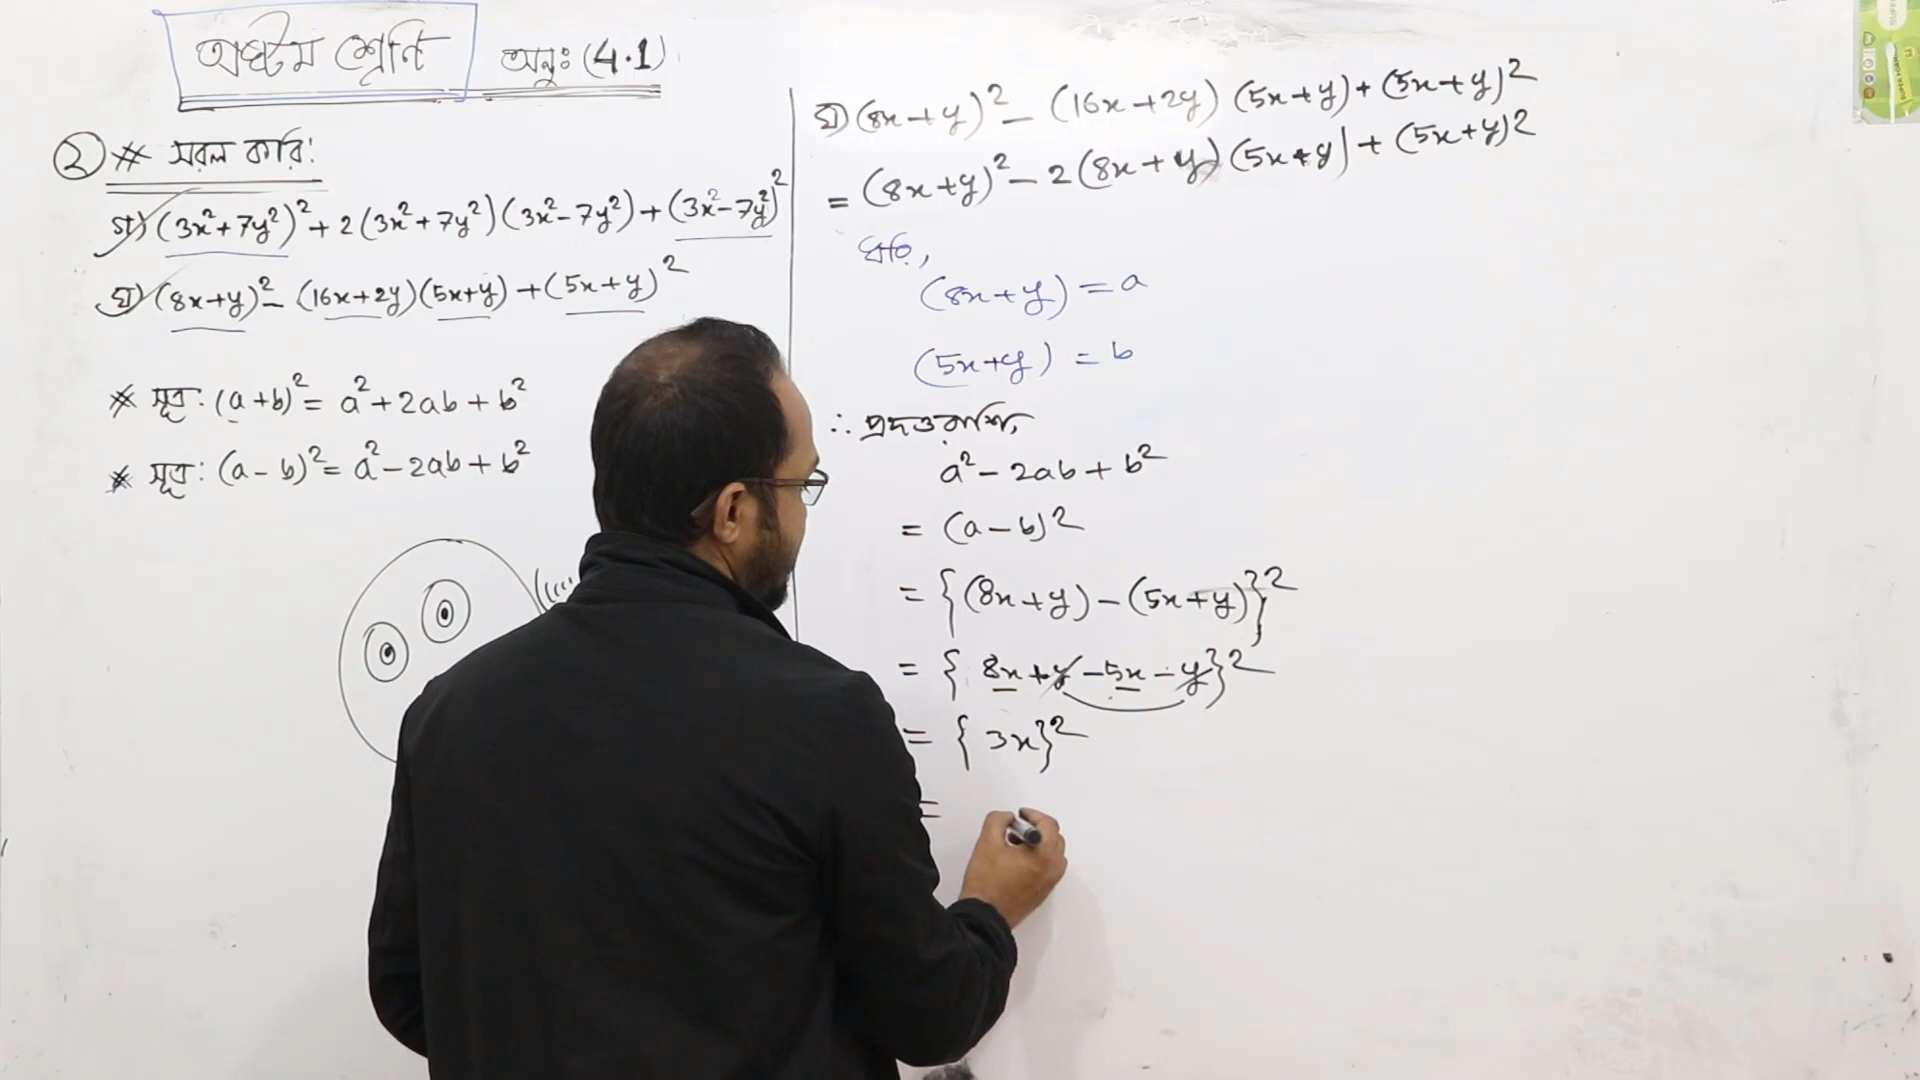 অষ্টম শ্রেণি অনুঃ (4.1)
২ # সরল করি:
গ) (3x²+7y²)² + 2(3x²+7y²)(3x²-7y²)+(3x²-7y²)²
ঘ) (8x+y)² - (16x+2y)(5x+y)+(5x+y)²
* সূত্র: (a+b)² = a²+2ab+b²
* সূত্র: (a-b)² = a²-2ab+b²
ঘ) (8x+y)² - (16x+2y)(5x+y)+(5x+y)²
= (8x+y)² - 2(8x+y)(5x+y)+(5x+y)²
ধরি,
(8x+y) = a
(5x+y) = b
∴ প্রদত্তরাশি,
a² - 2ab + b²
= (a-b)²
= {(8x+y)-(5x+y)}²
= {8x+y-5x-y}²
= {3x}²
=